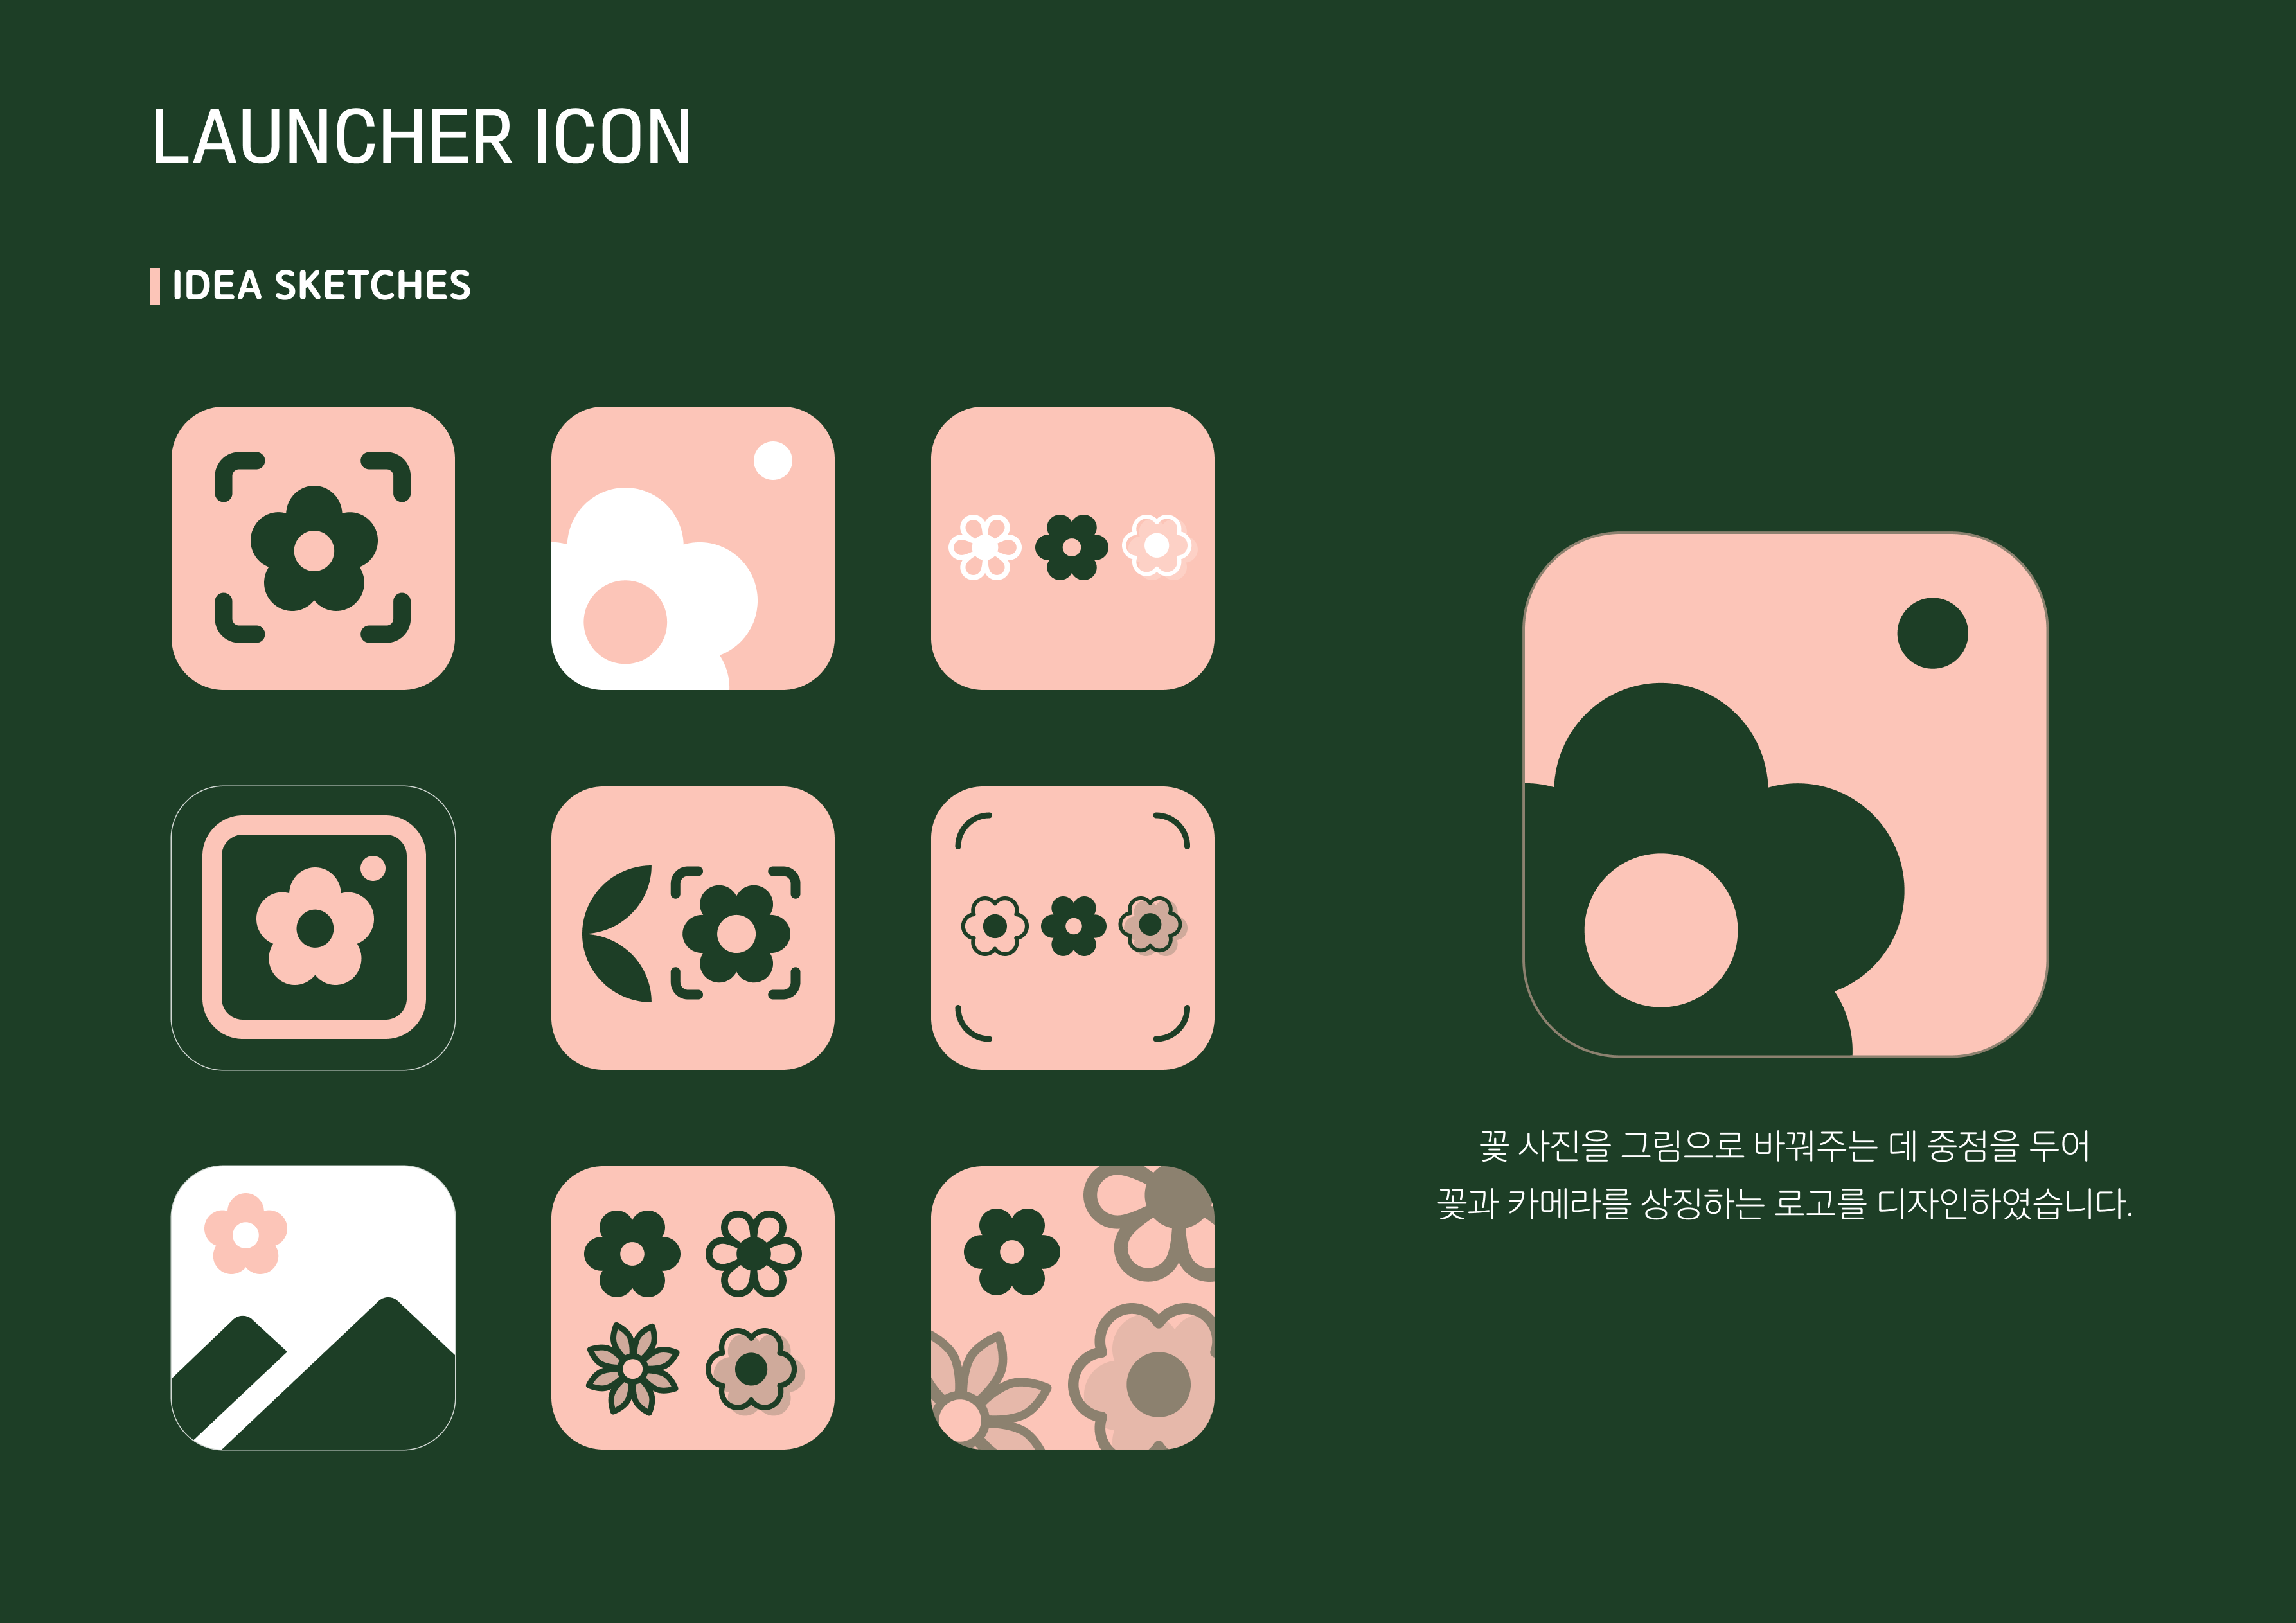 LAUNCHER ICON
IDEA SKETCHES
꽃 사진을 그림으로 바꿔주는 데 중점을 두어
꽃과 카메라를 상징하는 로고를 디자인하였습니다.